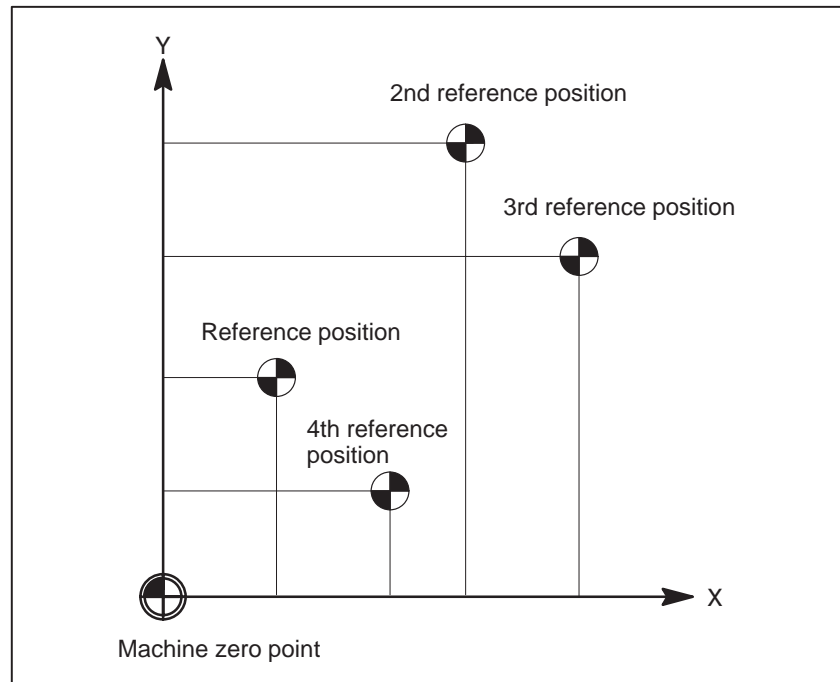 Y
2nd reference position
3rd reference position
Reference position
4th reference
position
X
Machine zero point